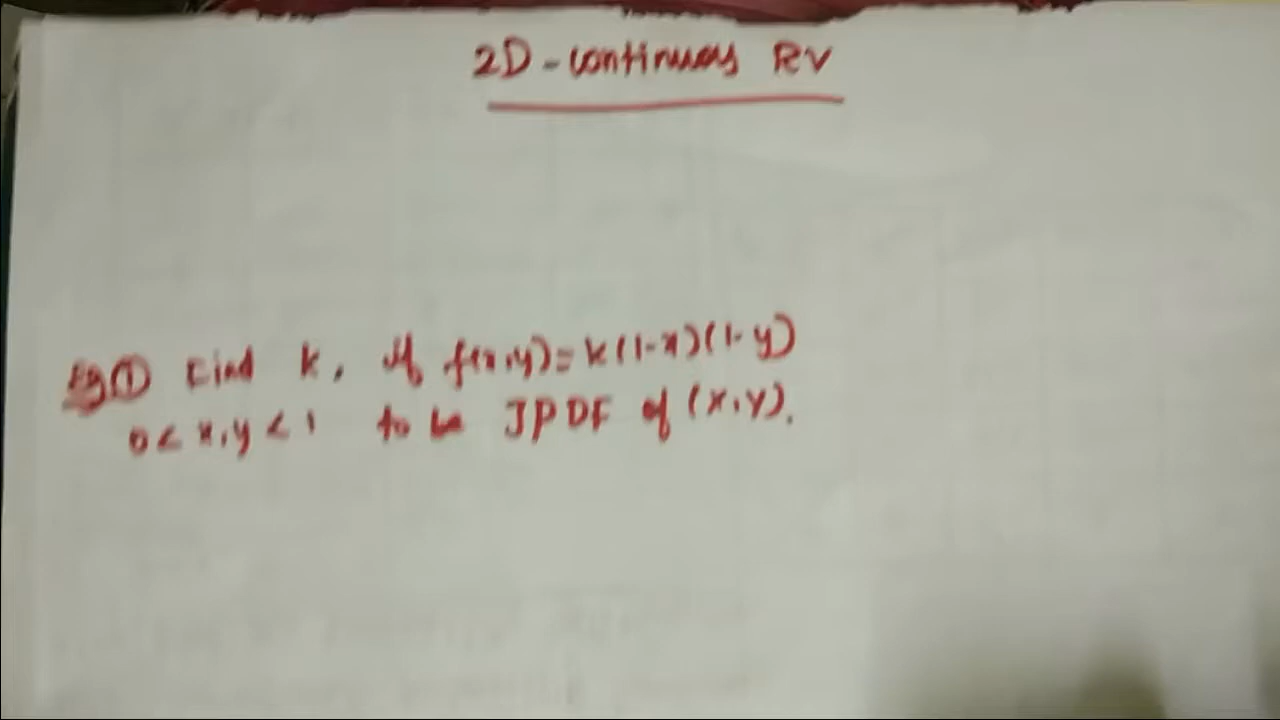 2D-continuous RV
Eg① Find k, if f(x,y)=k(1-x)(1-y)
0<x,y<1 to be JPDF of (X,Y).